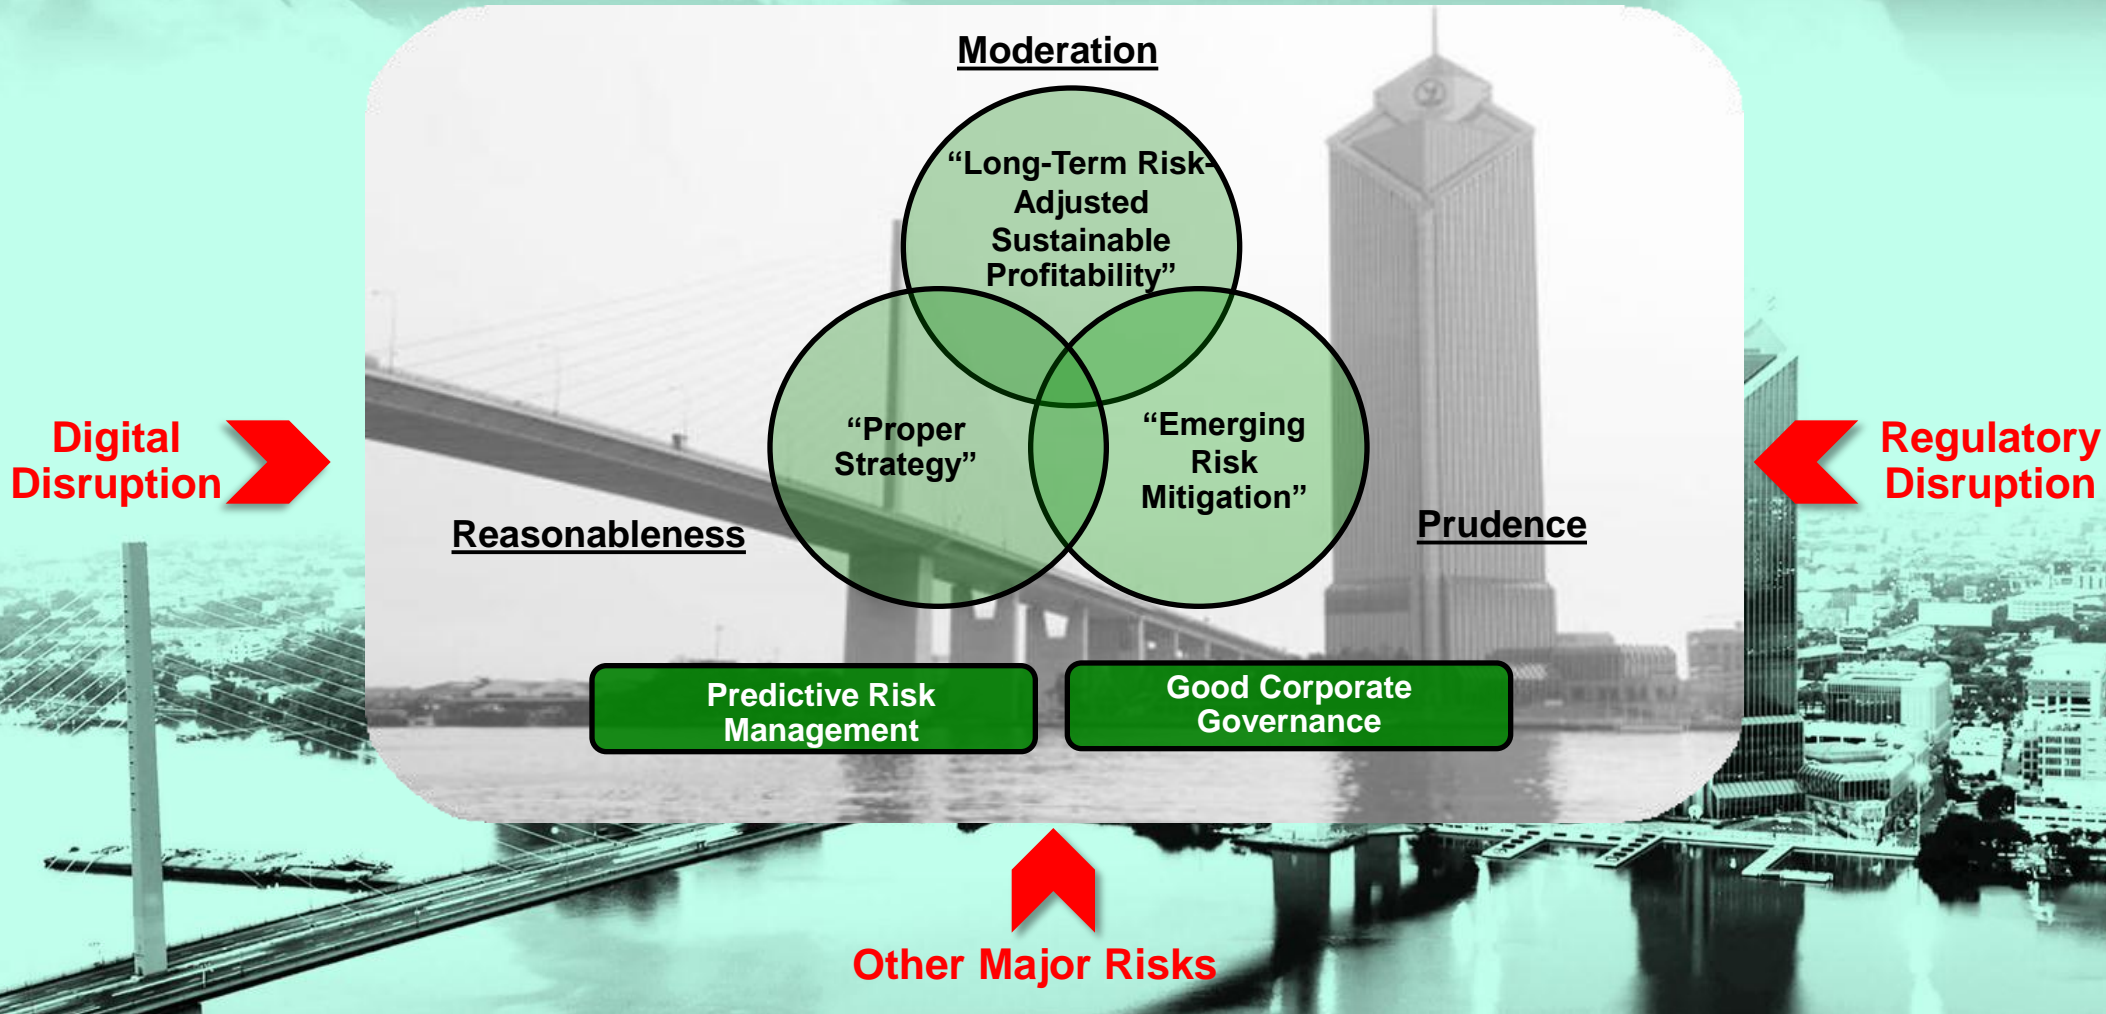 Moderation
“Long-Term Risk-
Adjusted
Sustainable
Profitability”
“Proper
Strategy”
“Emerging
Risk
Mitigation”
Digital
Disruption
Regulatory
Disruption
Reasonableness
Prudence
Predictive Risk
Management
Good Corporate
Governance
Other Major Risks